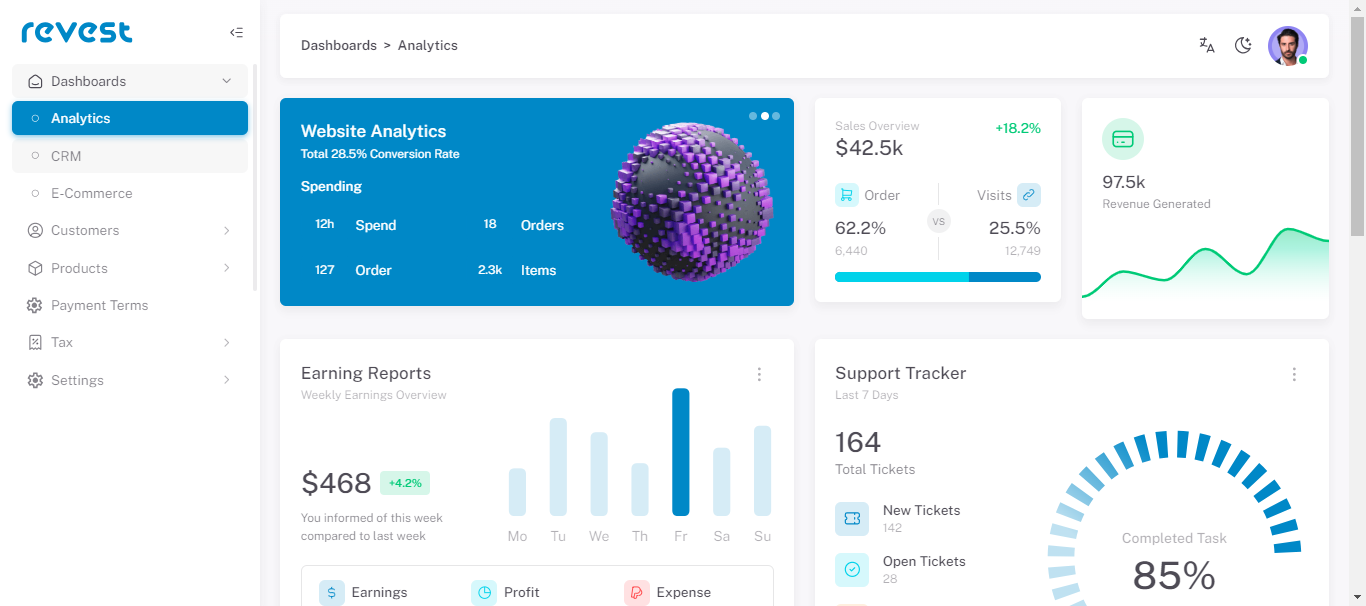 revest
Dashboards
Analytics
CRM
E-Commerce
Customers
Products
Payment Terms
Tax
Settings
Dashboards > Analytics
Website Analytics
Total 28.5% Conversion Rate
Spending
12h Spend 18 Orders
127 Order 2.3k Items
Sales Overview +18.2%
$42.5k
Order Visits
VS
62.2% 25.5%
6,440 12,749
97.5k
Revenue Generated
Earning Reports
Weekly Earnings Overview
$468 +4.2%
You informed of this week
compared to last week
Mo Tu We Th Fr Sa Su
Earnings Profit Expense
Support Tracker
Last 7 Days
164
Total Tickets
New Tickets
142
Open Tickets
28
Completed Task
85%